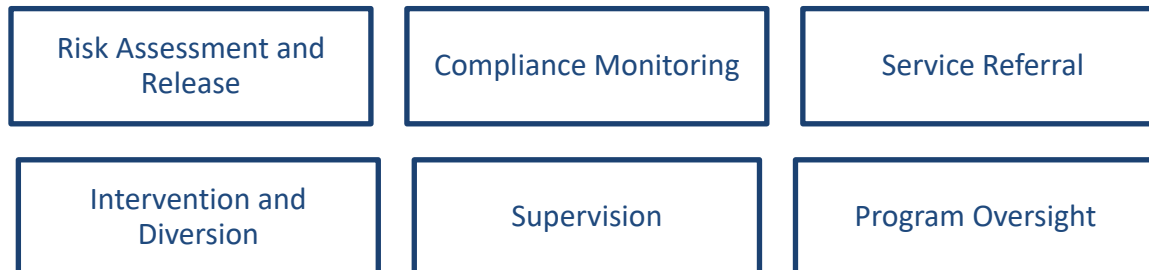 Risk Assessment and
Release
Compliance Monitoring
Service Referral
Intervention and
Diversion
Supervision
Program Oversight